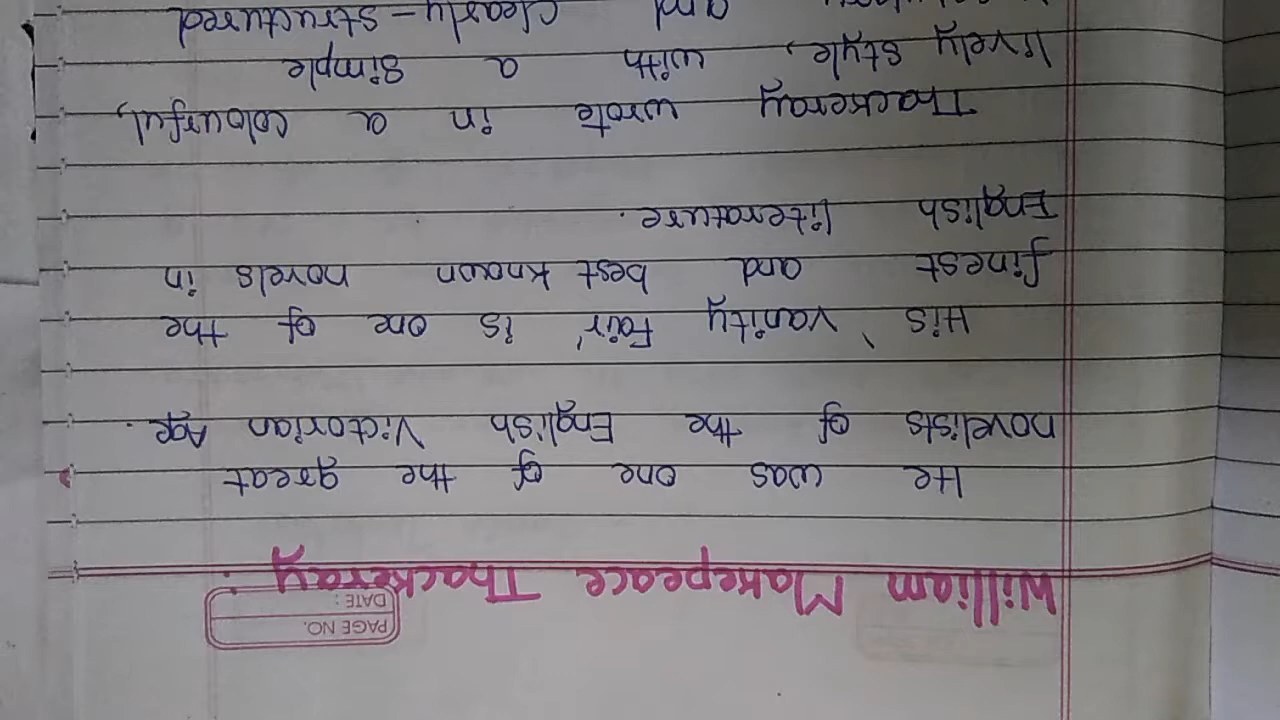 PAGE NO.
DATE :
William Makepeace Thackeray :
He was one of the great
novelists of the English Victorian Age.
His 'Vanity Fair' is one of the
finest and best known novels in
English literature.
Thackeray wrote in a colourful,
lively style, with a simple
and clearly-structured